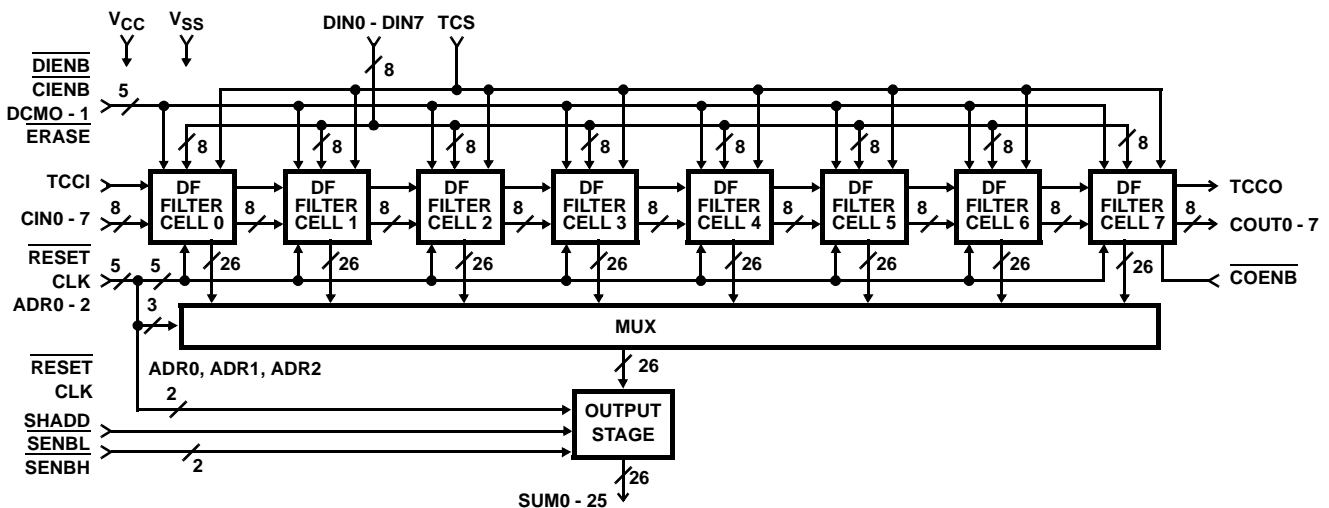 VCC VSS DIN0 - DIN7 TCS
DIENB
CIENB
DCMO - 1
ERASE
5
8
8 8 8 8 8 8 8 8
TCCI
CIN0 - 7
8
DF FILTER CELL 0
8
DF FILTER CELL 1
8
DF FILTER CELL 2
8
DF FILTER CELL 3
8
DF FILTER CELL 4
8
DF FILTER CELL 5
8
DF FILTER CELL 6
8
DF FILTER CELL 7
8
TCCO
COUT0 - 7
RESET
CLK
ADR0 - 2
5 5
26 26 26 26 26 26 26 26
COENB
3
MUX
ADR0, ADR1, ADR2
26
RESET
CLK
2
SHADD
SENBL
SENBH
2
OUTPUT
STAGE
26
SUM0 - 25